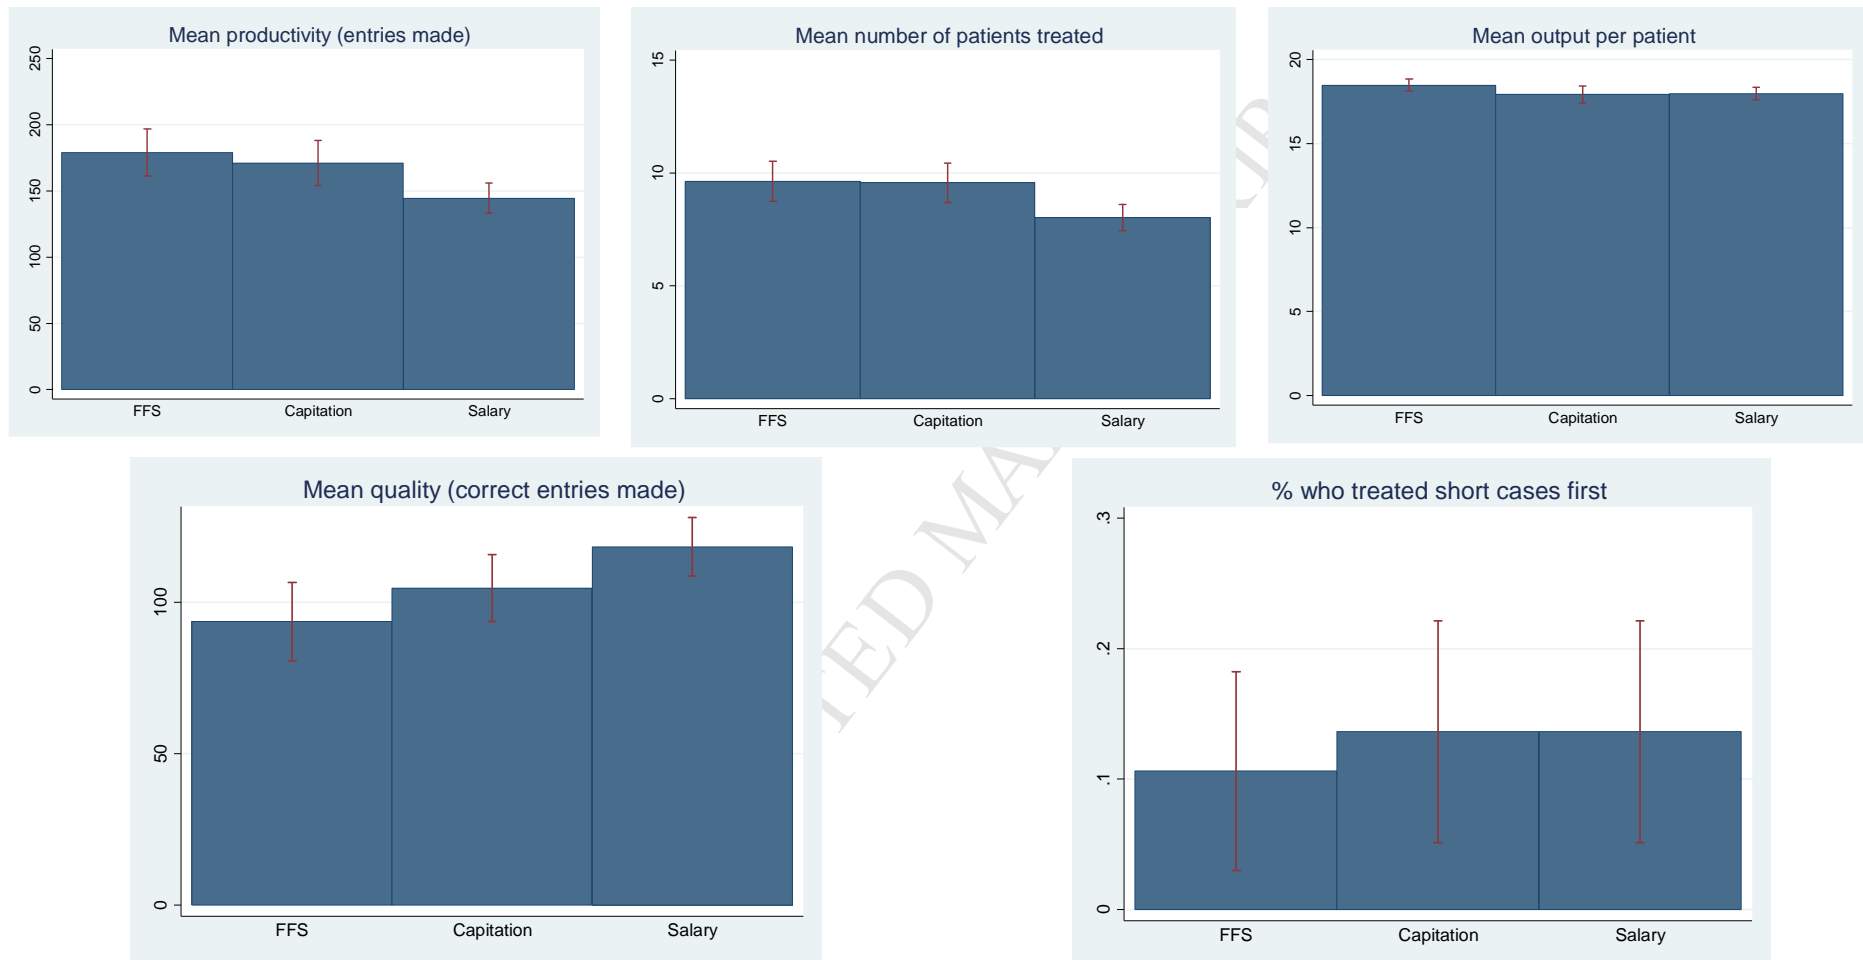 Mean productivity (entries made)
250
200
150
100
50
0
FFS Capitation Salary
Mean number of patients treated
15
10
5
0
FFS Capitation Salary
Mean output per patient
20
15
10
5
0
FFS Capitation Salary
Mean quality (correct entries made)
100
50
0
FFS Capitation Salary
% who treated short cases first
.3
.2
.1
0
FFS Capitation Salary